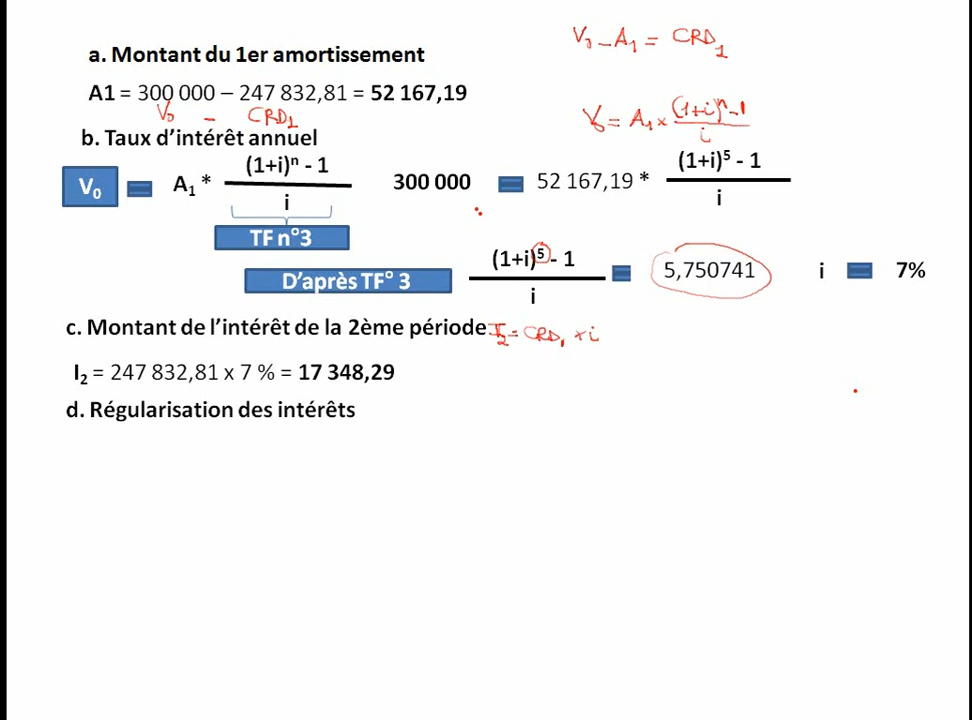 V₀ – A₁ = CRD₁
a. Montant du 1er amortissement
A1 = 300 000 – 247 832,81 = 52 167,19
V₀ – CRD₁
V₀ = A₁ × (1+i)ⁿ-1
i
b. Taux d'intérêt annuel
V₀ = A₁ * (1+i)ⁿ - 1 300 000 = 52 167,19 * (1+i)⁵ - 1
i i
TF n°3
D'après TF° 3 (1+i)⁵ - 1 = 5,750741 i = 7%
i
c. Montant de l'intérêt de la 2ème période I₂ = CRD₁ × i
I₂ = 247 832,81 x 7 % = 17 348,29
d. Régularisation des intérêts